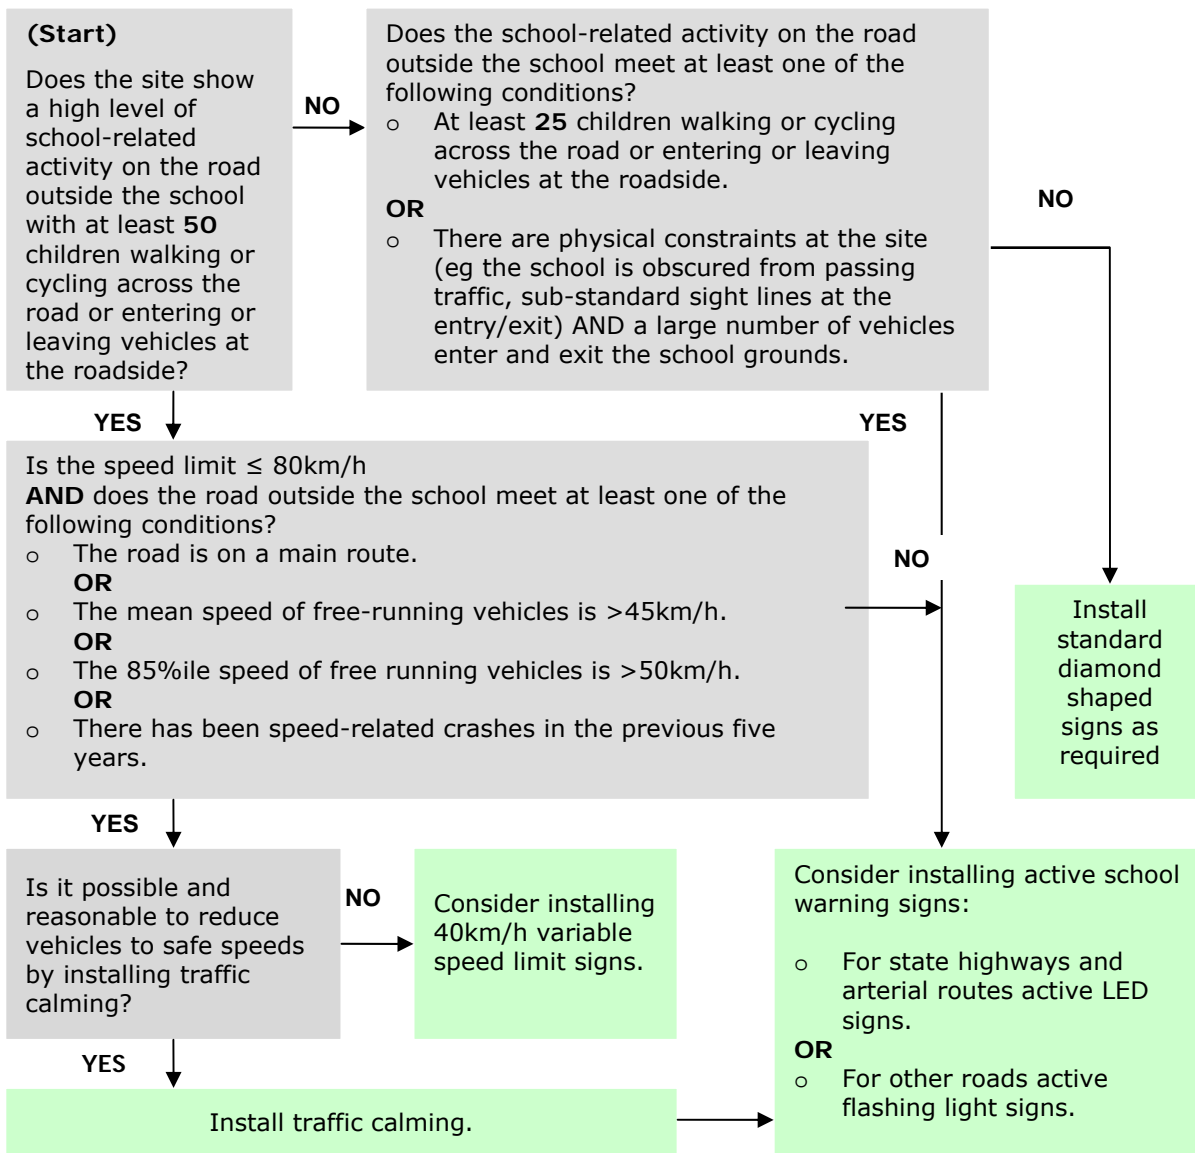 (Start)
Does the site show
a high level of
school-related
activity on the road
outside the school
with at least 50
children walking or
cycling across the
road or entering or
leaving vehicles at
the roadside?
NO
Does the school-related activity on the road
outside the school meet at least one of the
following conditions?
o At least 25 children walking or cycling
across the road or entering or leaving
vehicles at the roadside.
OR
o There are physical constraints at the site
(eg the school is obscured from passing
traffic, sub-standard sight lines at the
entry/exit) AND a large number of vehicles
enter and exit the school grounds.
NO
YES
YES
Is the speed limit ≤ 80km/h
AND does the road outside the school meet at least one of the
following conditions?
o The road is on a main route.
OR
o The mean speed of free-running vehicles is >45km/h.
OR
o The 85%ile speed of free running vehicles is >50km/h.
OR
o There has been speed-related crashes in the previous five
years.
NO
Install
standard
diamond
shaped
signs as
required
YES
Is it possible and
reasonable to reduce
vehicles to safe speeds
by installing traffic
calming?
NO
Consider installing
40km/h variable
speed limit signs.
Consider installing active school
warning signs:
o For state highways and
arterial routes active LED
signs.
OR
o For other roads active
flashing light signs.
YES
Install traffic calming.